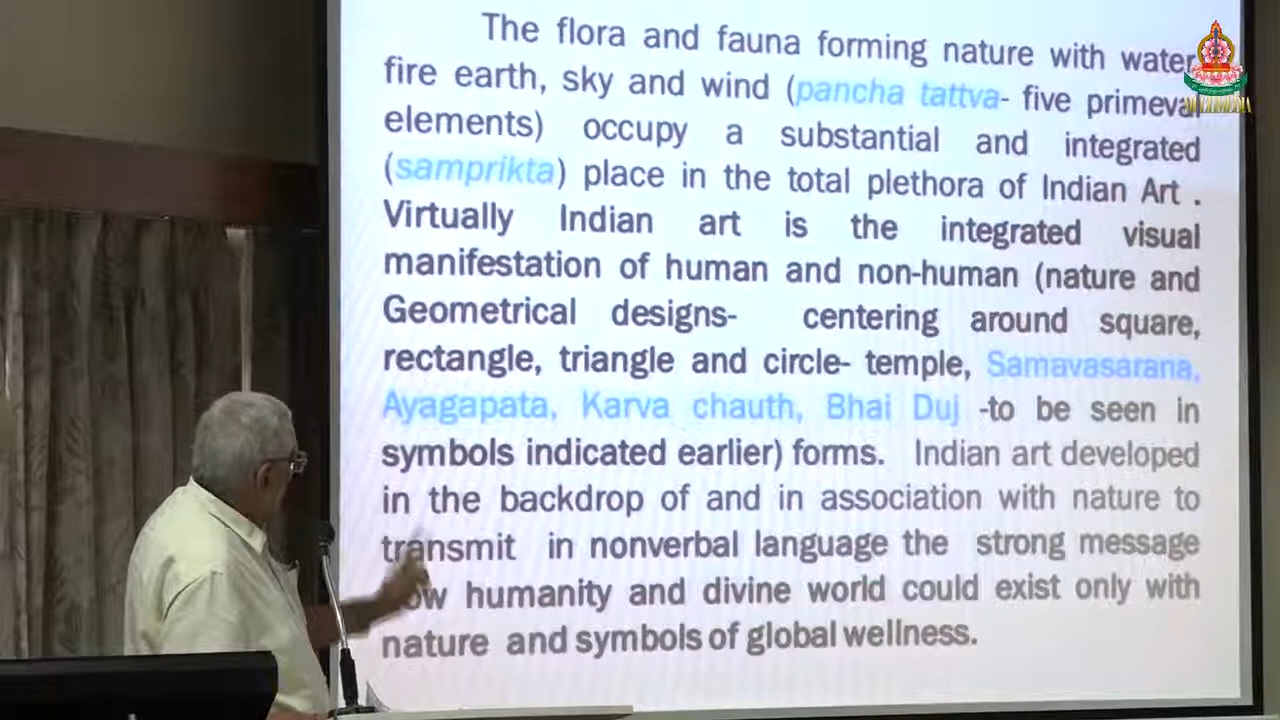 The flora and fauna forming nature with water
fire earth, sky and wind (pancha tattva- five primeval
elements) occupy a substantial and integrated
(samprikta) place in the total plethora of Indian Art .
Virtually Indian art is the integrated visual
manifestation of human and non-human (nature and
Geometrical designs- centering around square,
rectangle, triangle and circle- temple, Samavasarana,
Ayagapata, Karva chauth, Bhai Duj -to be seen in
symbols indicated earlier) forms. Indian art developed
in the backdrop of and in association with nature to
transmit in nonverbal language the strong message
how humanity and divine world could exist only with
nature and symbols of global wellness.